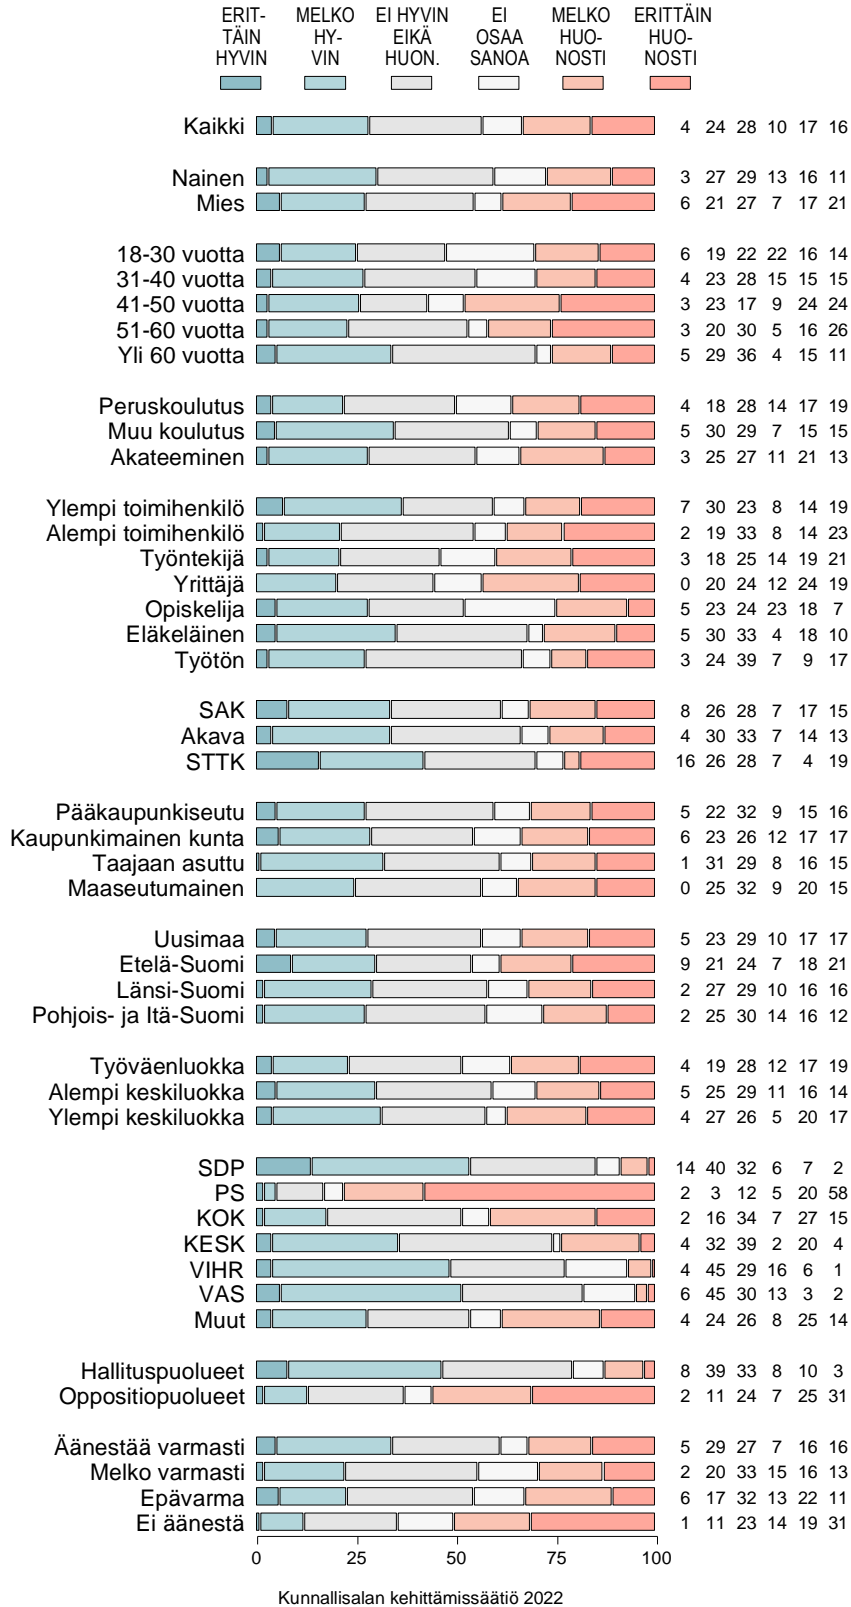 ERIT- MELKO EI HYVIN EI MELKO ERITTÄIN
TÄIN HY- EIKÄ OSAA HUO- HUO-
HYVIN VIN HUON. SANOA NOSTI NOSTI
Kaikki 4 24 28 10 17 16
Nainen 3 27 29 13 16 11
Mies 6 21 27 7 17 21
18-30 vuotta 6 19 22 22 16 14
31-40 vuotta 4 23 28 15 15 15
41-50 vuotta 3 23 17 9 24 24
51-60 vuotta 3 20 30 5 16 26
Yli 60 vuotta 5 29 36 4 15 11
Peruskoulutus 4 18 28 14 17 19
Muu koulutus 5 30 29 7 15 15
Akateeminen 3 25 27 11 21 13
Ylempi toimihenkilö 7 30 23 8 14 19
Alempi toimihenkilö 2 19 33 8 14 23
Työntekijä 3 18 25 14 19 21
Yrittäjä 0 20 24 12 24 19
Opiskelija 5 23 24 23 18 7
Eläkeläinen 5 30 33 4 18 10
Työtön 3 24 39 7 9 17
SAK 8 26 28 7 17 15
Akava 4 30 33 7 14 13
STTK 16 26 28 7 4 19
Pääkaupunkiseutu 5 22 32 9 15 16
Kaupunkimainen kunta 6 23 26 12 17 17
Taajaan asuttu 1 31 29 8 16 15
Maaseutumainen 0 25 32 9 20 15
Uusimaa 5 23 29 10 17 17
Etelä-Suomi 9 21 24 7 18 21
Länsi-Suomi 2 27 29 10 16 16
Pohjois- ja Itä-Suomi 2 25 30 14 16 12
Työväenluokka 4 19 28 12 17 19
Alempi keskiluokka 5 25 29 11 16 14
Ylempi keskiluokka 4 27 26 5 20 17
SDP 14 40 32 6 7 2
PS 2 3 12 5 20 58
KOK 2 16 34 7 27 15
KESK 4 32 39 2 20 4
VIHR 4 45 29 16 6 1
VAS 6 45 30 13 3 2
Muut 4 24 26 8 25 14
Hallituspuolueet 8 39 33 8 10 3
Oppositiopuolueet 2 11 24 7 25 31
Äänestää varmasti 5 29 27 7 16 16
Melko varmasti 2 20 33 15 16 13
Epävarma 6 17 32 13 22 11
Ei äänestä 1 11 23 14 19 31
0 25 50 75 100
Kunnallisalan kehittämissäätiö 2022